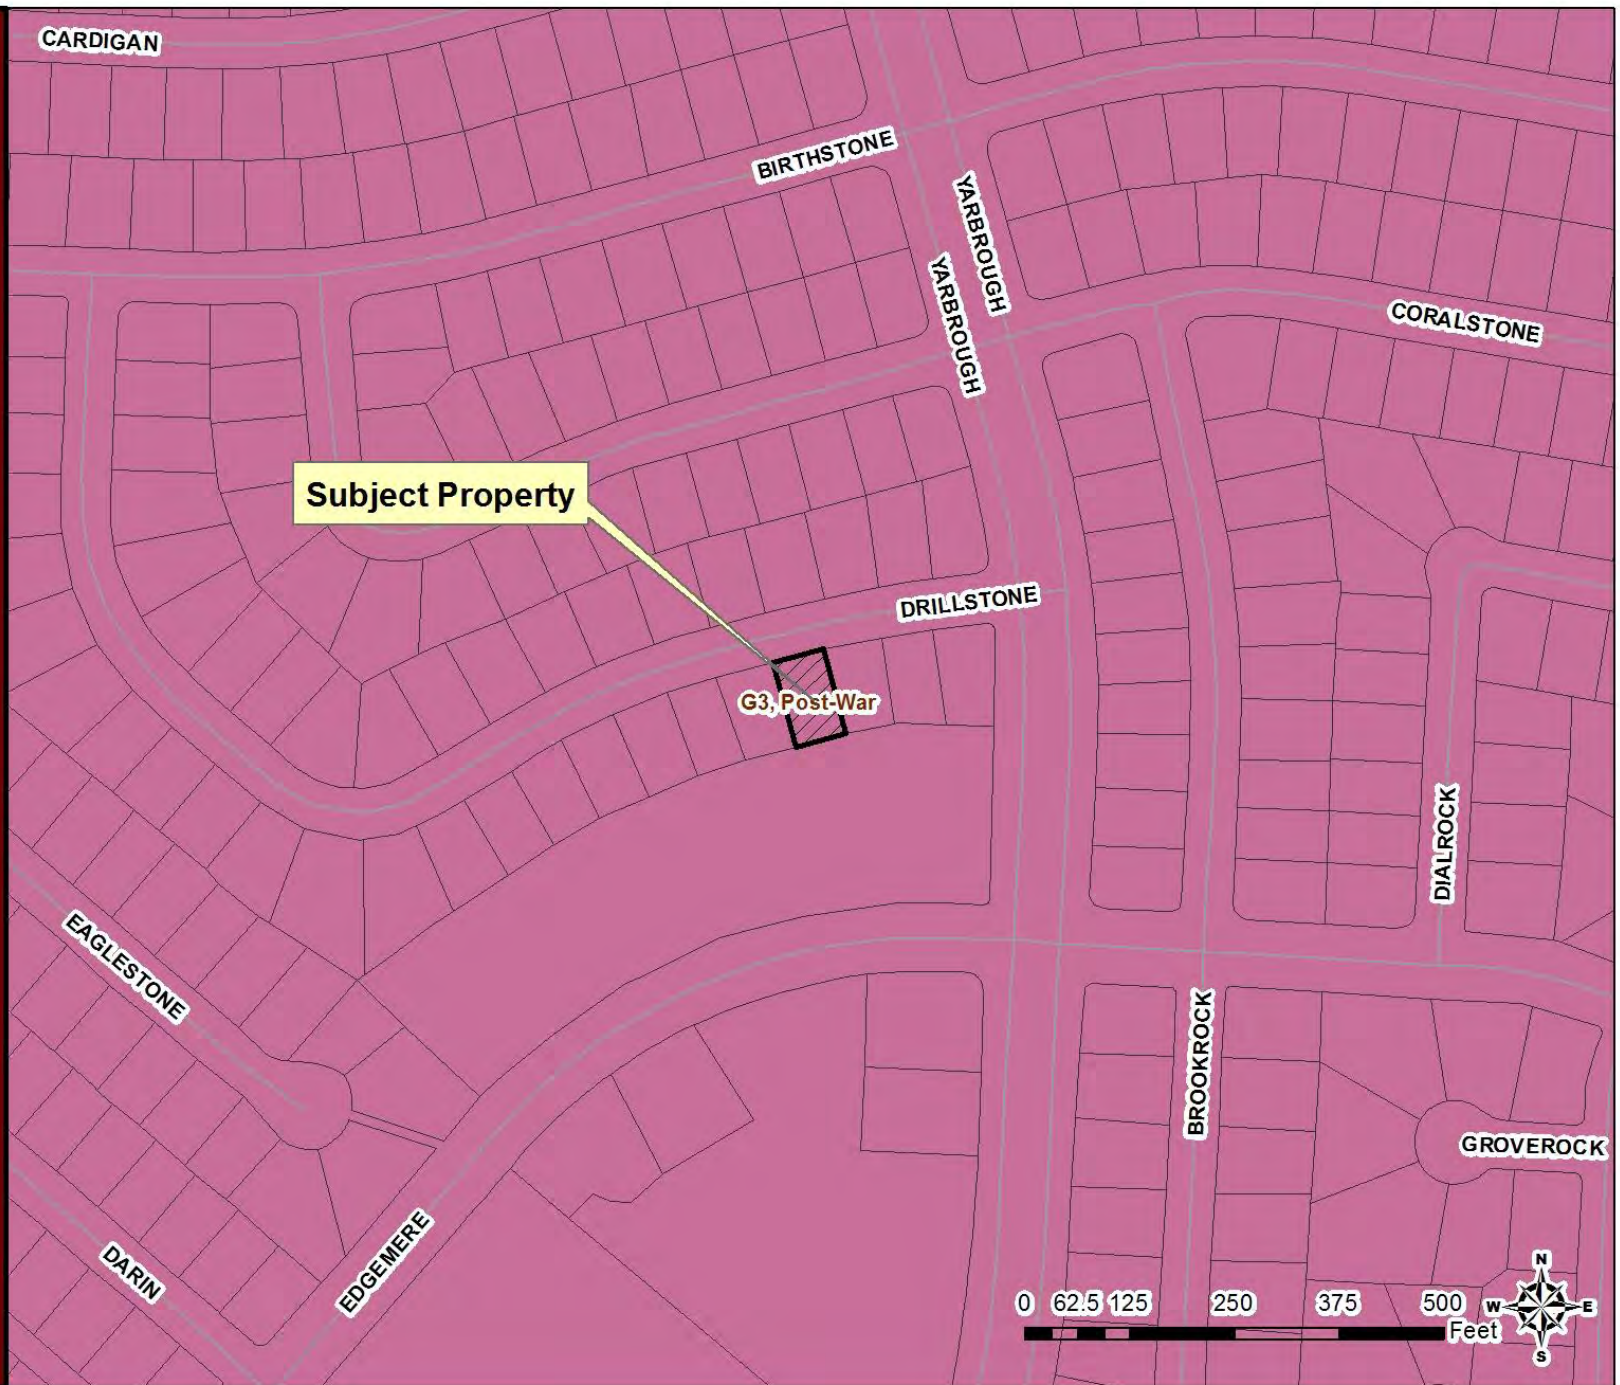 CARDIGAN
BIRTHSTONE
YARBROUGH
YARBROUGH
CORALSTONE
Subject Property
DRILLSTONE
G3, Post-War
DIALROCK
EAGLESTONE
BROOKROCK
GROVEROCK
EDGEMERE
DARIN
N
W E
S
0 62.5 125 250 375 500
Feet